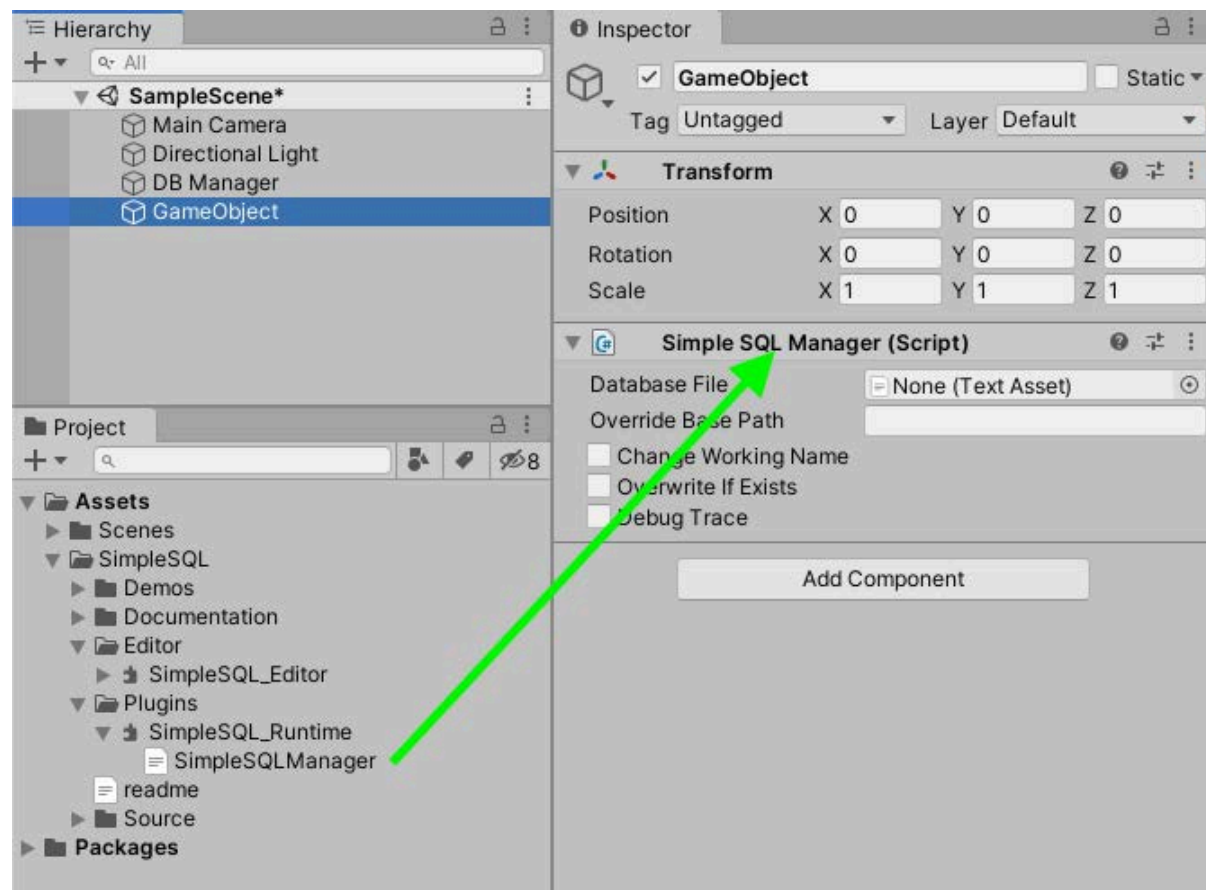 Hierarchy
All
SampleScene*
Main Camera
Directional Light
DB Manager
GameObject
Project
8
Assets
Scenes
SimpleSQL
Demos
Documentation
Editor
SimpleSQL_Editor
Plugins
SimpleSQL_Runtime
SimpleSQLManager
readme
Source
Packages
Inspector
GameObject Static
Tag Untagged Layer Default
Transform
Position X 0 Y 0 Z 0
Rotation X 0 Y 0 Z 0
Scale X 1 Y 1 Z 1
Simple SQL Manager (Script)
Database File None (Text Asset)
Override Base Path
Change Working Name
Overwrite If Exists
Debug Trace
Add Component